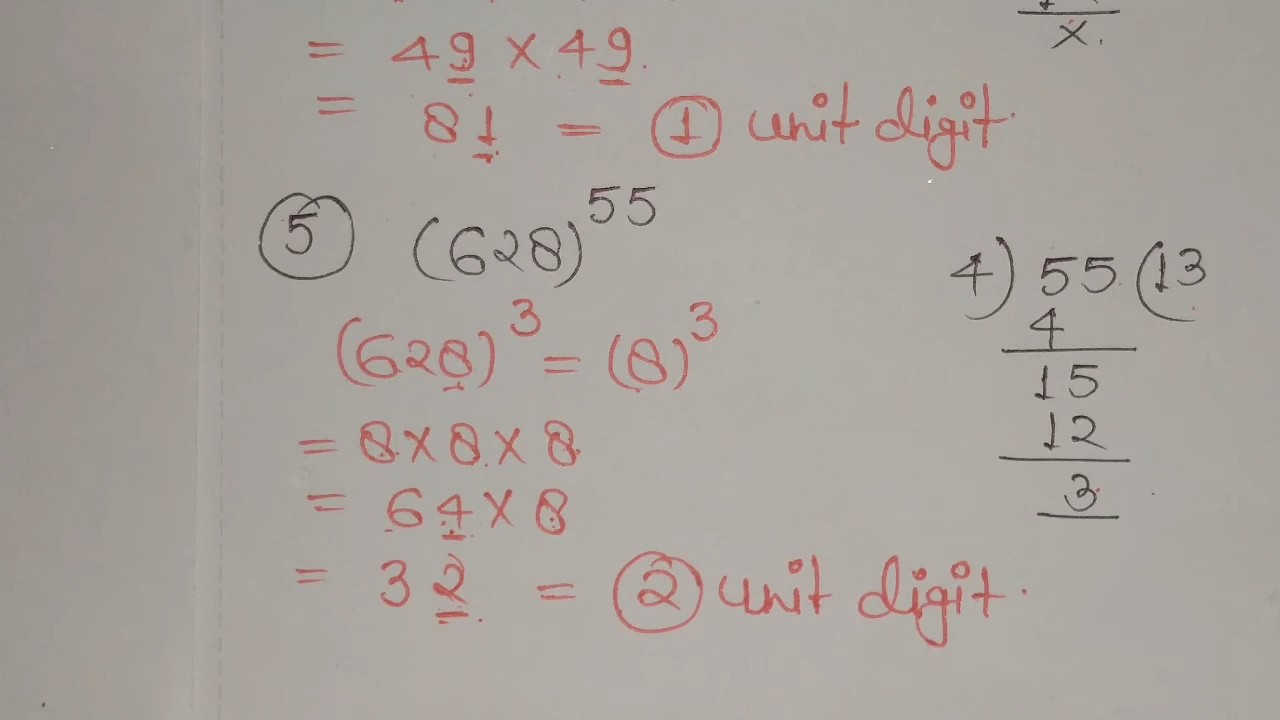 = 49 × 49.
x.
= 81 = 1 unit digit.
5 (628)^55
(628)^3 = (8)^3
= 8 × 8 × 8
= 64 × 8
= 32 = 2 unit digit.
4) 55 (13
4
15
12
3